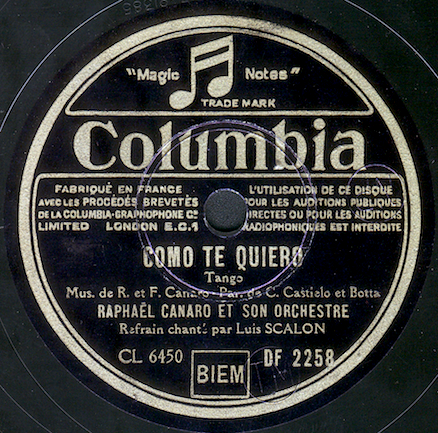 "Magic Notes"
TRADE MARK
Columbia
FABRIQUÉ EN FRANCE
AVEC LES PROCÉDÉS BREVETÉS
DE LA COLUMBIA-GRAPHOPHONE Cº
LIMITED LONDON E.C.1
L'UTILISATION DE CE DISQUE
POUR LES AUDITIONS PUBLIQUES
DIRECTES OU POUR LES AUDITIONS
RADIOPHONIQUES EST INTERDITE
COMO TE QUIERO
Tango
Mus. de R. et F. Canaro - Par. de C. Castielo et Botta
RAPHAËL CANARO ET SON ORCHESTRE
Refrain chanté par Luis SCALON
CL 6450 BIEM DF 2258